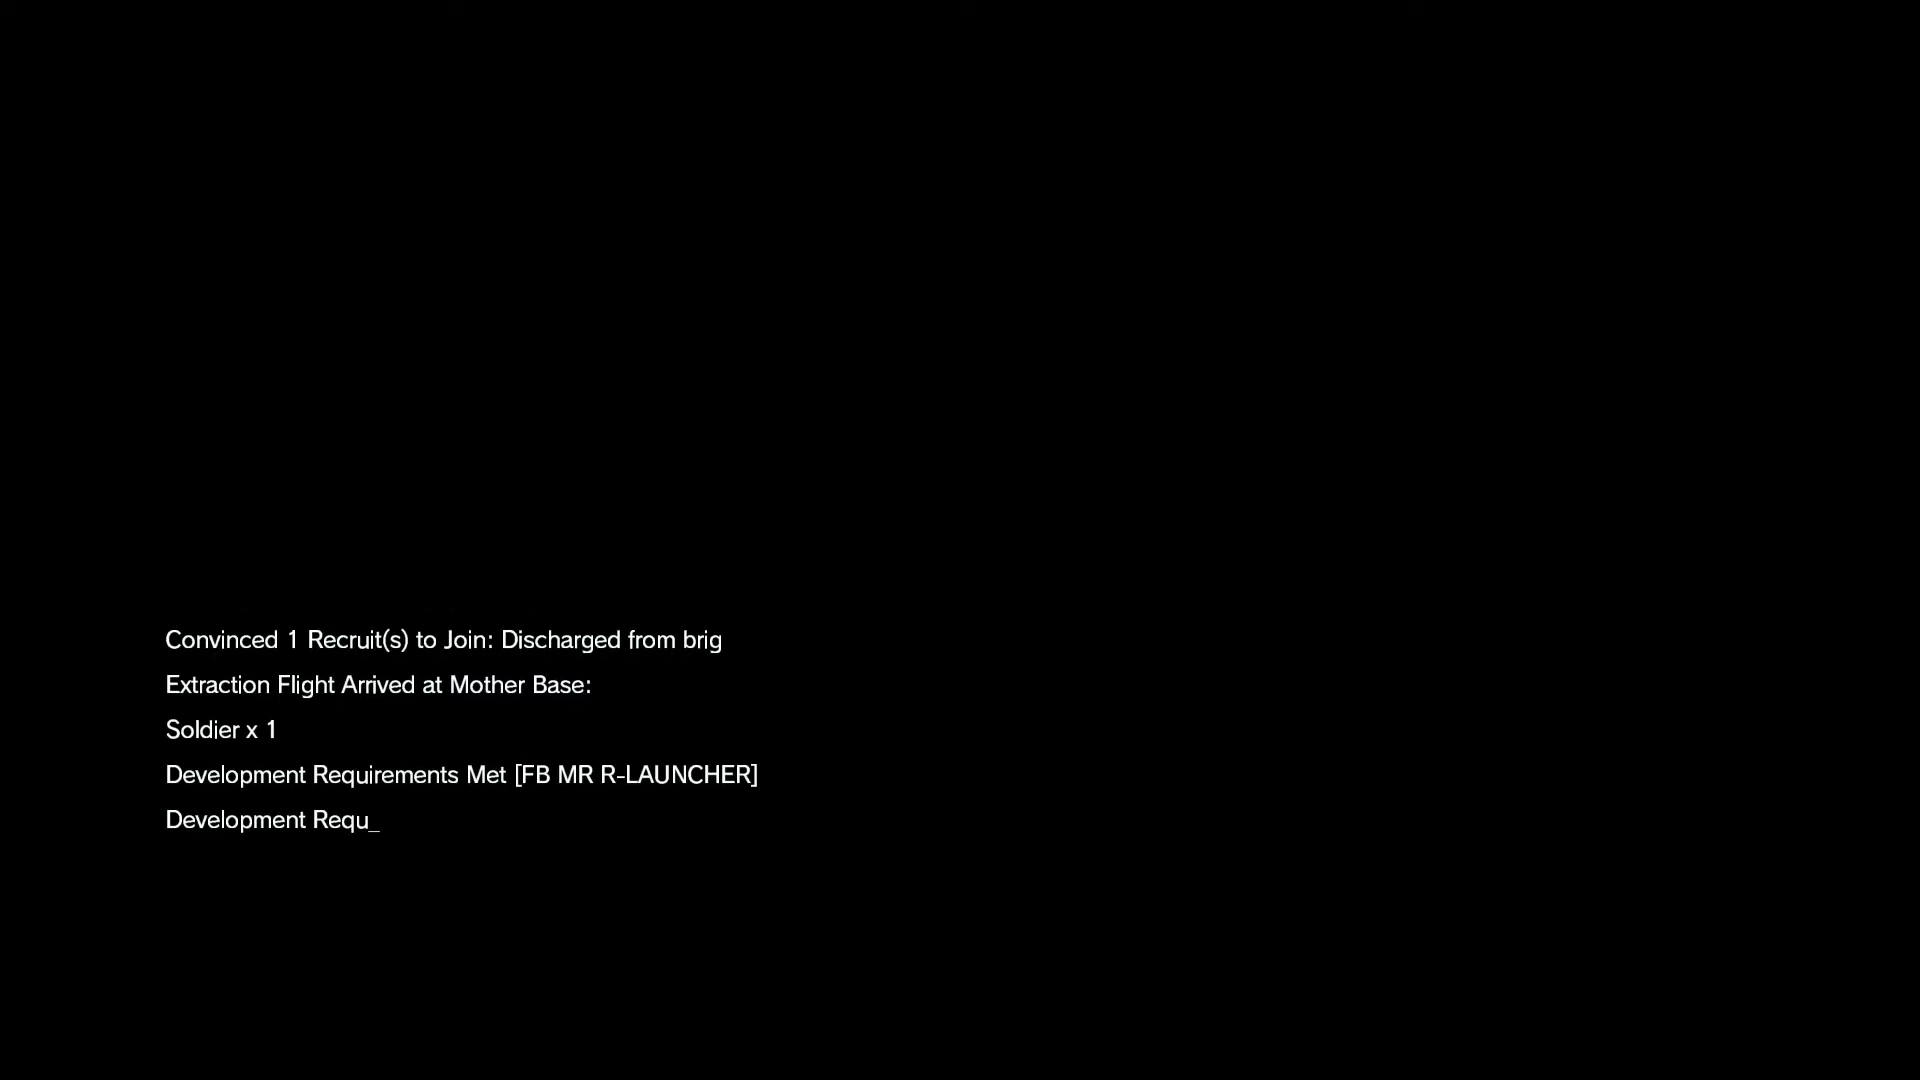 Convinced 1 Recruit(s) to Join: Discharged from brig
Extraction Flight Arrived at Mother Base:
Soldier x 1
Development Requirements Met [FB MR R-LAUNCHER]
Development Requ_